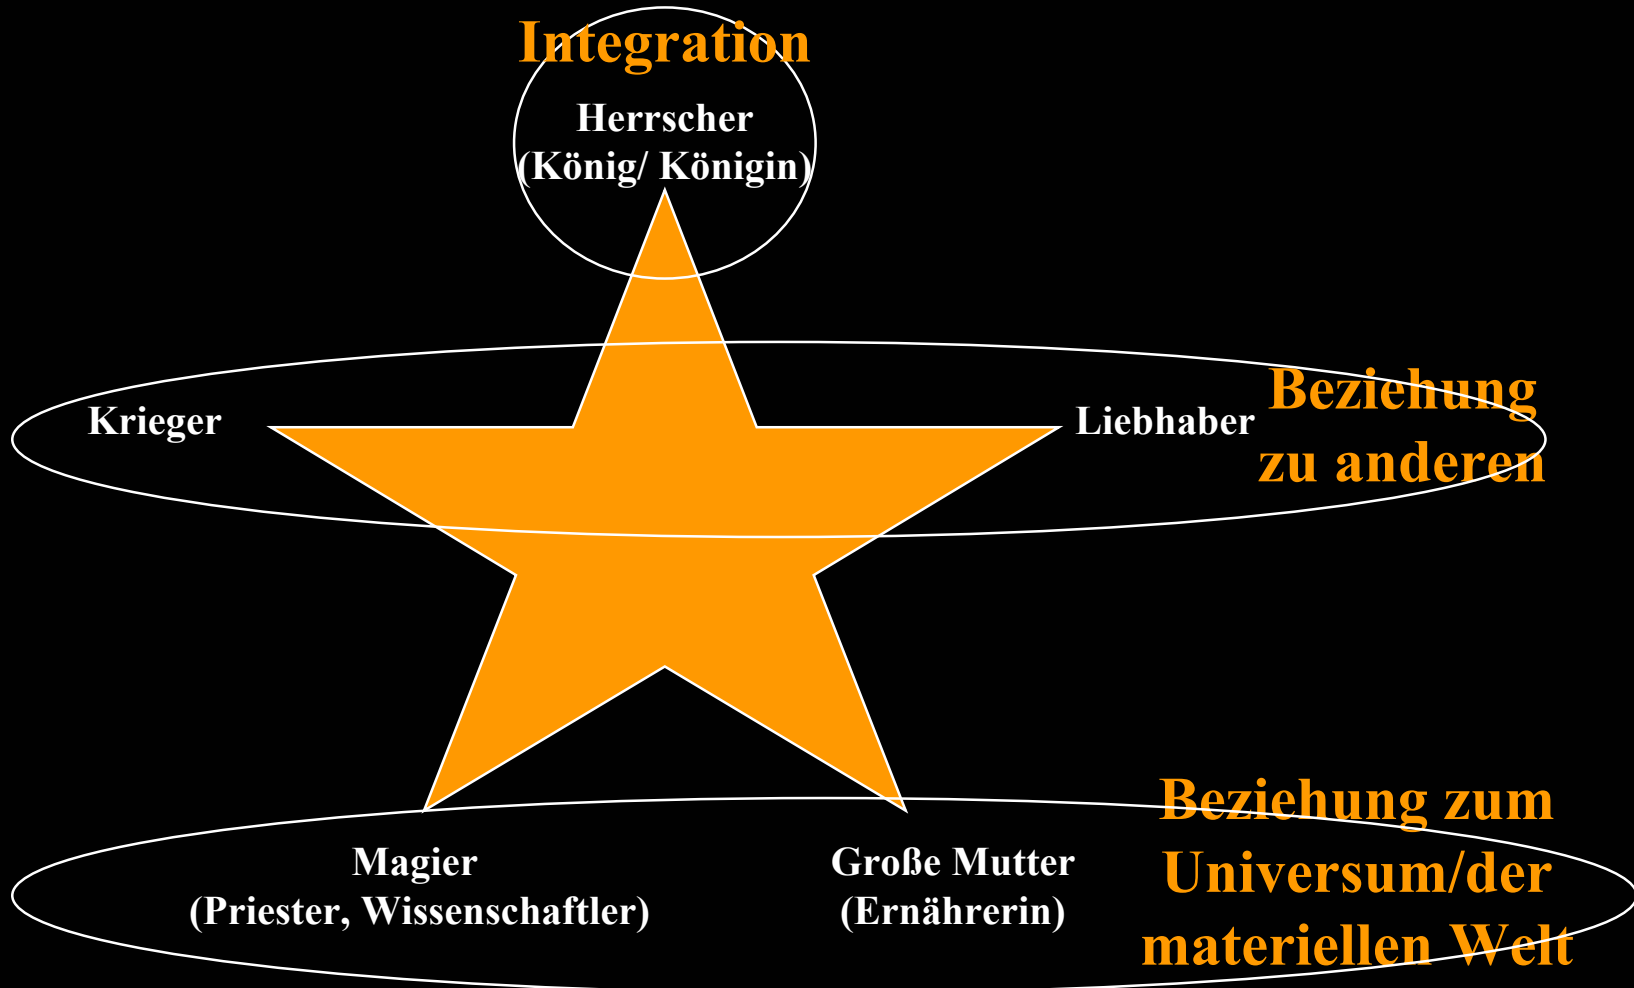 Integration
Herrscher
(König/ Königin)
Krieger
Liebhaber
Beziehung
zu anderen
Magier
(Priester, Wissenschaftler)
Große Mutter
(Ernährerin)
Beziehung zum
Universum/der
materiellen Welt